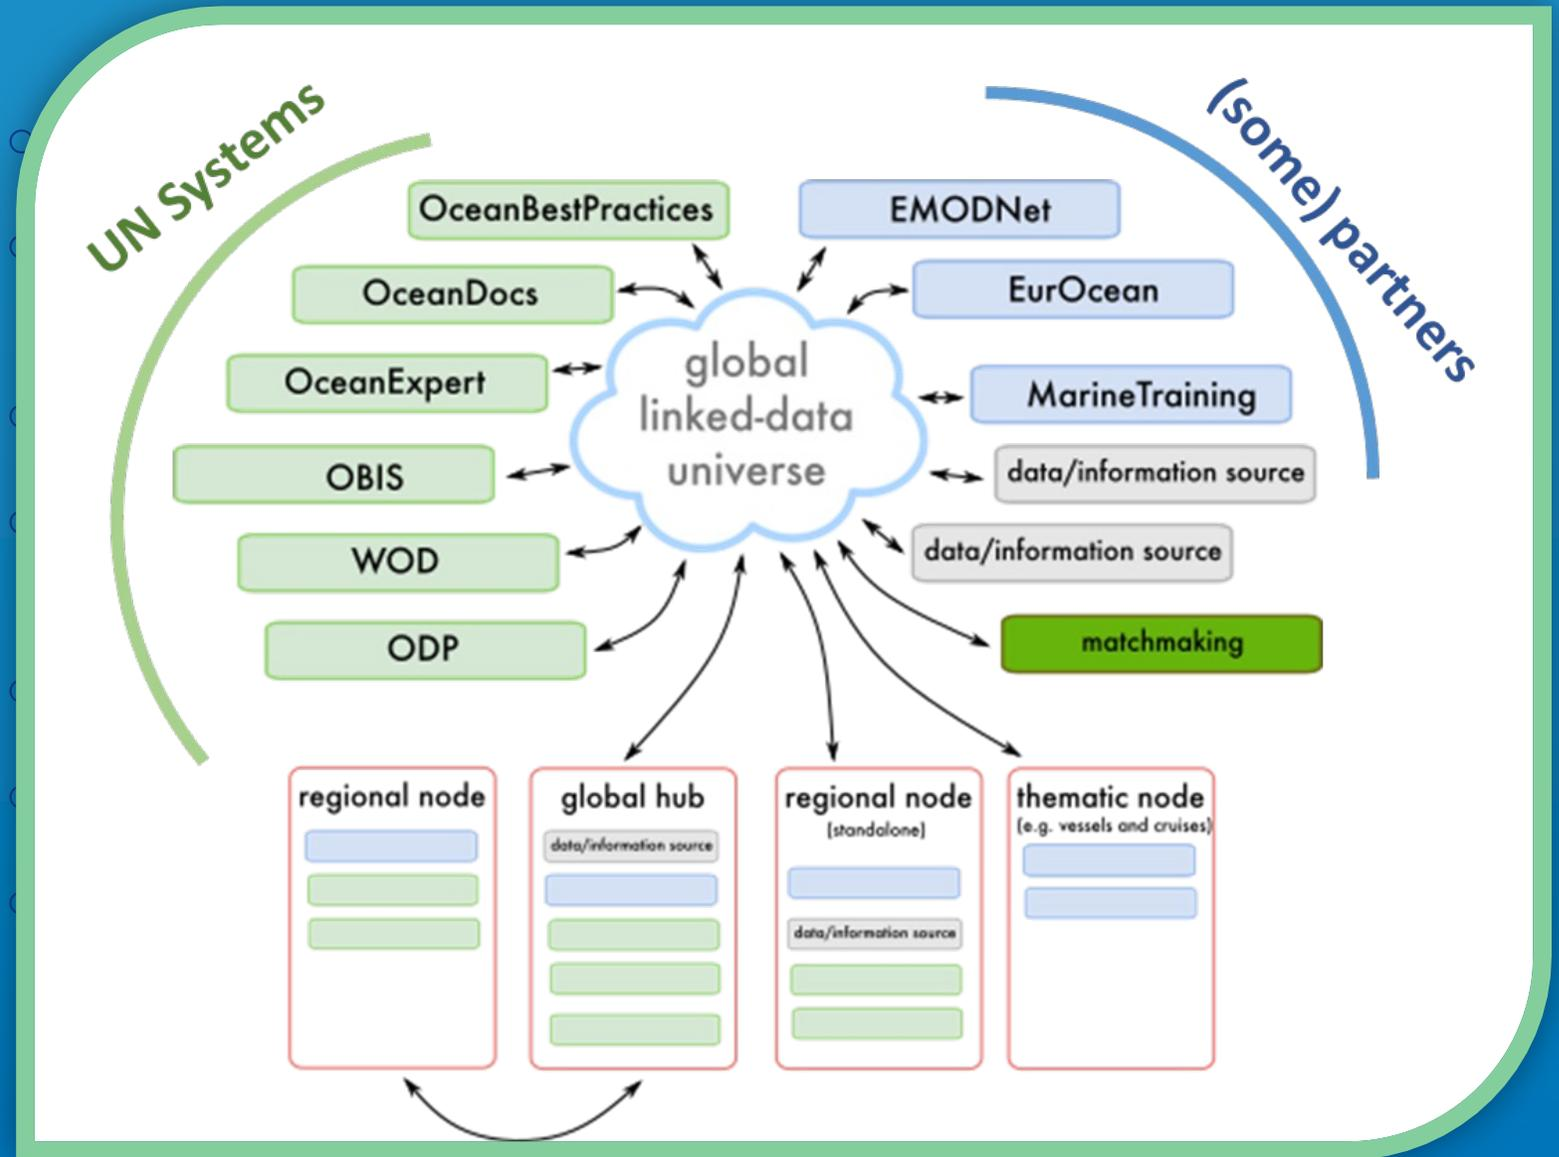 UN Systems
(some) partners
OceanBestPractices
EMODNet
OceanDocs
EurOcean
OceanExpert
global
linked-data
universe
MarineTraining
OBIS
data/information source
WOD
data/information source
ODP
matchmaking
regional node
global hub
data/information source
regional node
(standalone)
data/information source
thematic node
(e.g. vessels and cruises)